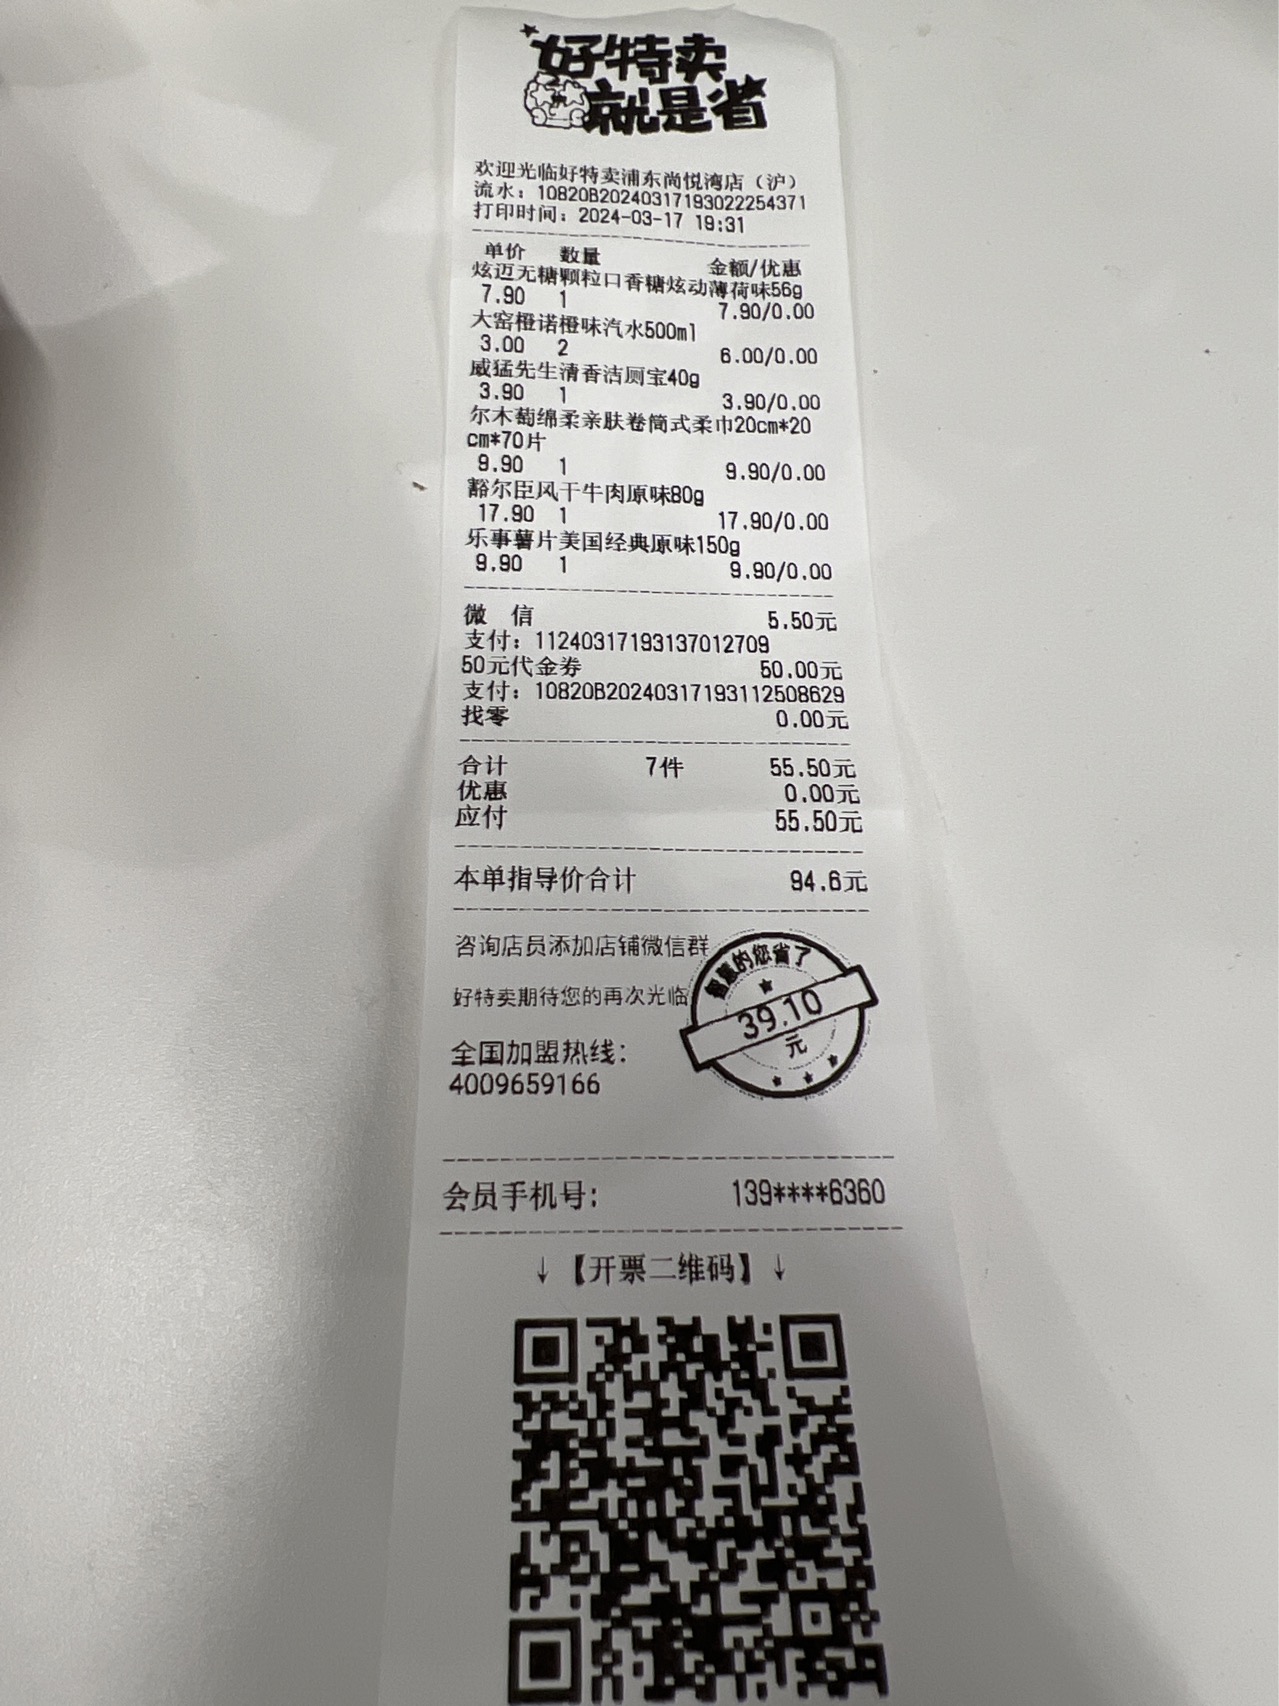 好特卖
就是省
欢迎光临好特卖浦东尚悦湾店（沪）
流水：10820B20240317193022254371
打印时间：2024-03-17 19:31
单价 数量 金额/优惠
炫迈无糖颗粒口香糖炫动薄荷味56g
7.90 1 7.90/0.00
大窑橙诺橙味汽水500ml
3.00 2 6.00/0.00
威猛先生清香洁厕宝40g
3.90 1 3.90/0.00
尔木萄绵柔亲肤卷筒式柔巾20cm*20
cm*70片
9.90 1 9.90/0.00
豁尔臣风干牛肉原味80g
17.90 1 17.90/0.00
乐事薯片美国经典原味150g
9.90 1 9.90/0.00
微 信 5.50元
支付：11240317193137012709
50元代金券 50.00元
支付：10820B20240317193112508629
找零 0.00元
合计 7件 55.50元
优惠 0.00元
应付 55.50元
本单指导价合计 94.6元
咨询店员添加店铺微信群
好特卖期待您的再次光临
智慧的您省了
39.10
元
全国加盟热线：
4009659166
会员手机号： 139****6360
↓【开票二维码】↓